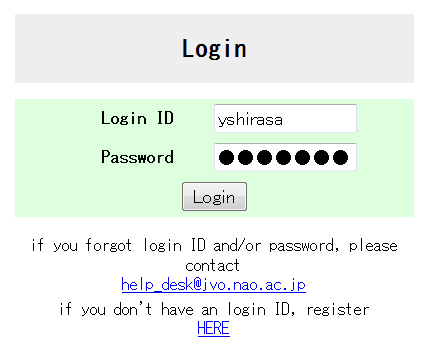 Login
Login ID yshirasa
Password ●●●●●●●
Login
if you forgot login ID and/or password, please
contact
help_desk@jvo.nao.ac.jp
if you don't have an login ID, register
HERE